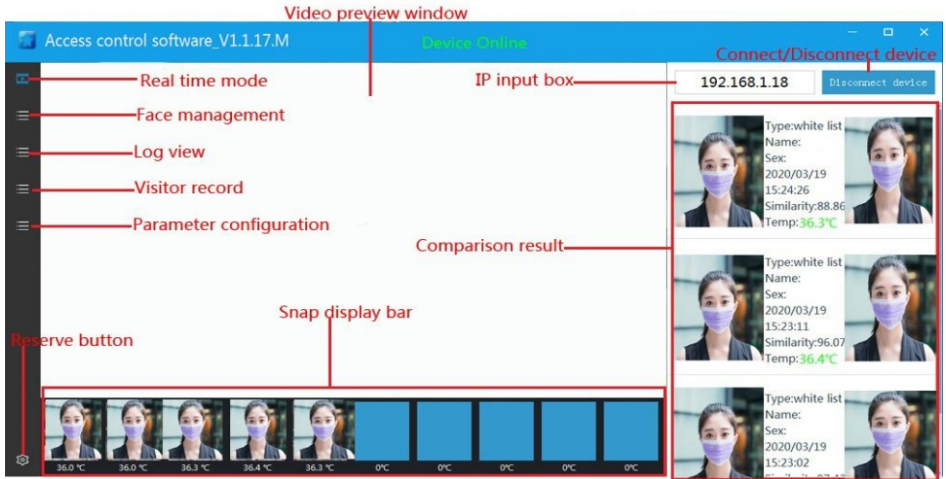 Video preview window
Access control software_V1.1.17.M
Device Online
Connect/Disconnect device
Real time mode
IP input box
192.168.1.18
Disconnect device
Face management
Log view
Visitor record
Parameter configuration
Comparison result
Type:white list
Name:
Sex:
2020/03/19
15:24:26
Similarity:88.86
Temp:36.3℃
Type:white list
Name:
Sex:
2020/03/19
15:23:11
Similarity:96.07
Temp:36.4℃
Type:white list
Name:
Sex:
2020/03/19
15:23:02
Snap display bar
Reserve button
36.0 ℃
36.0 ℃
36.3 ℃
36.4 ℃
36.3 ℃
0℃
0℃
0℃
0℃
0℃